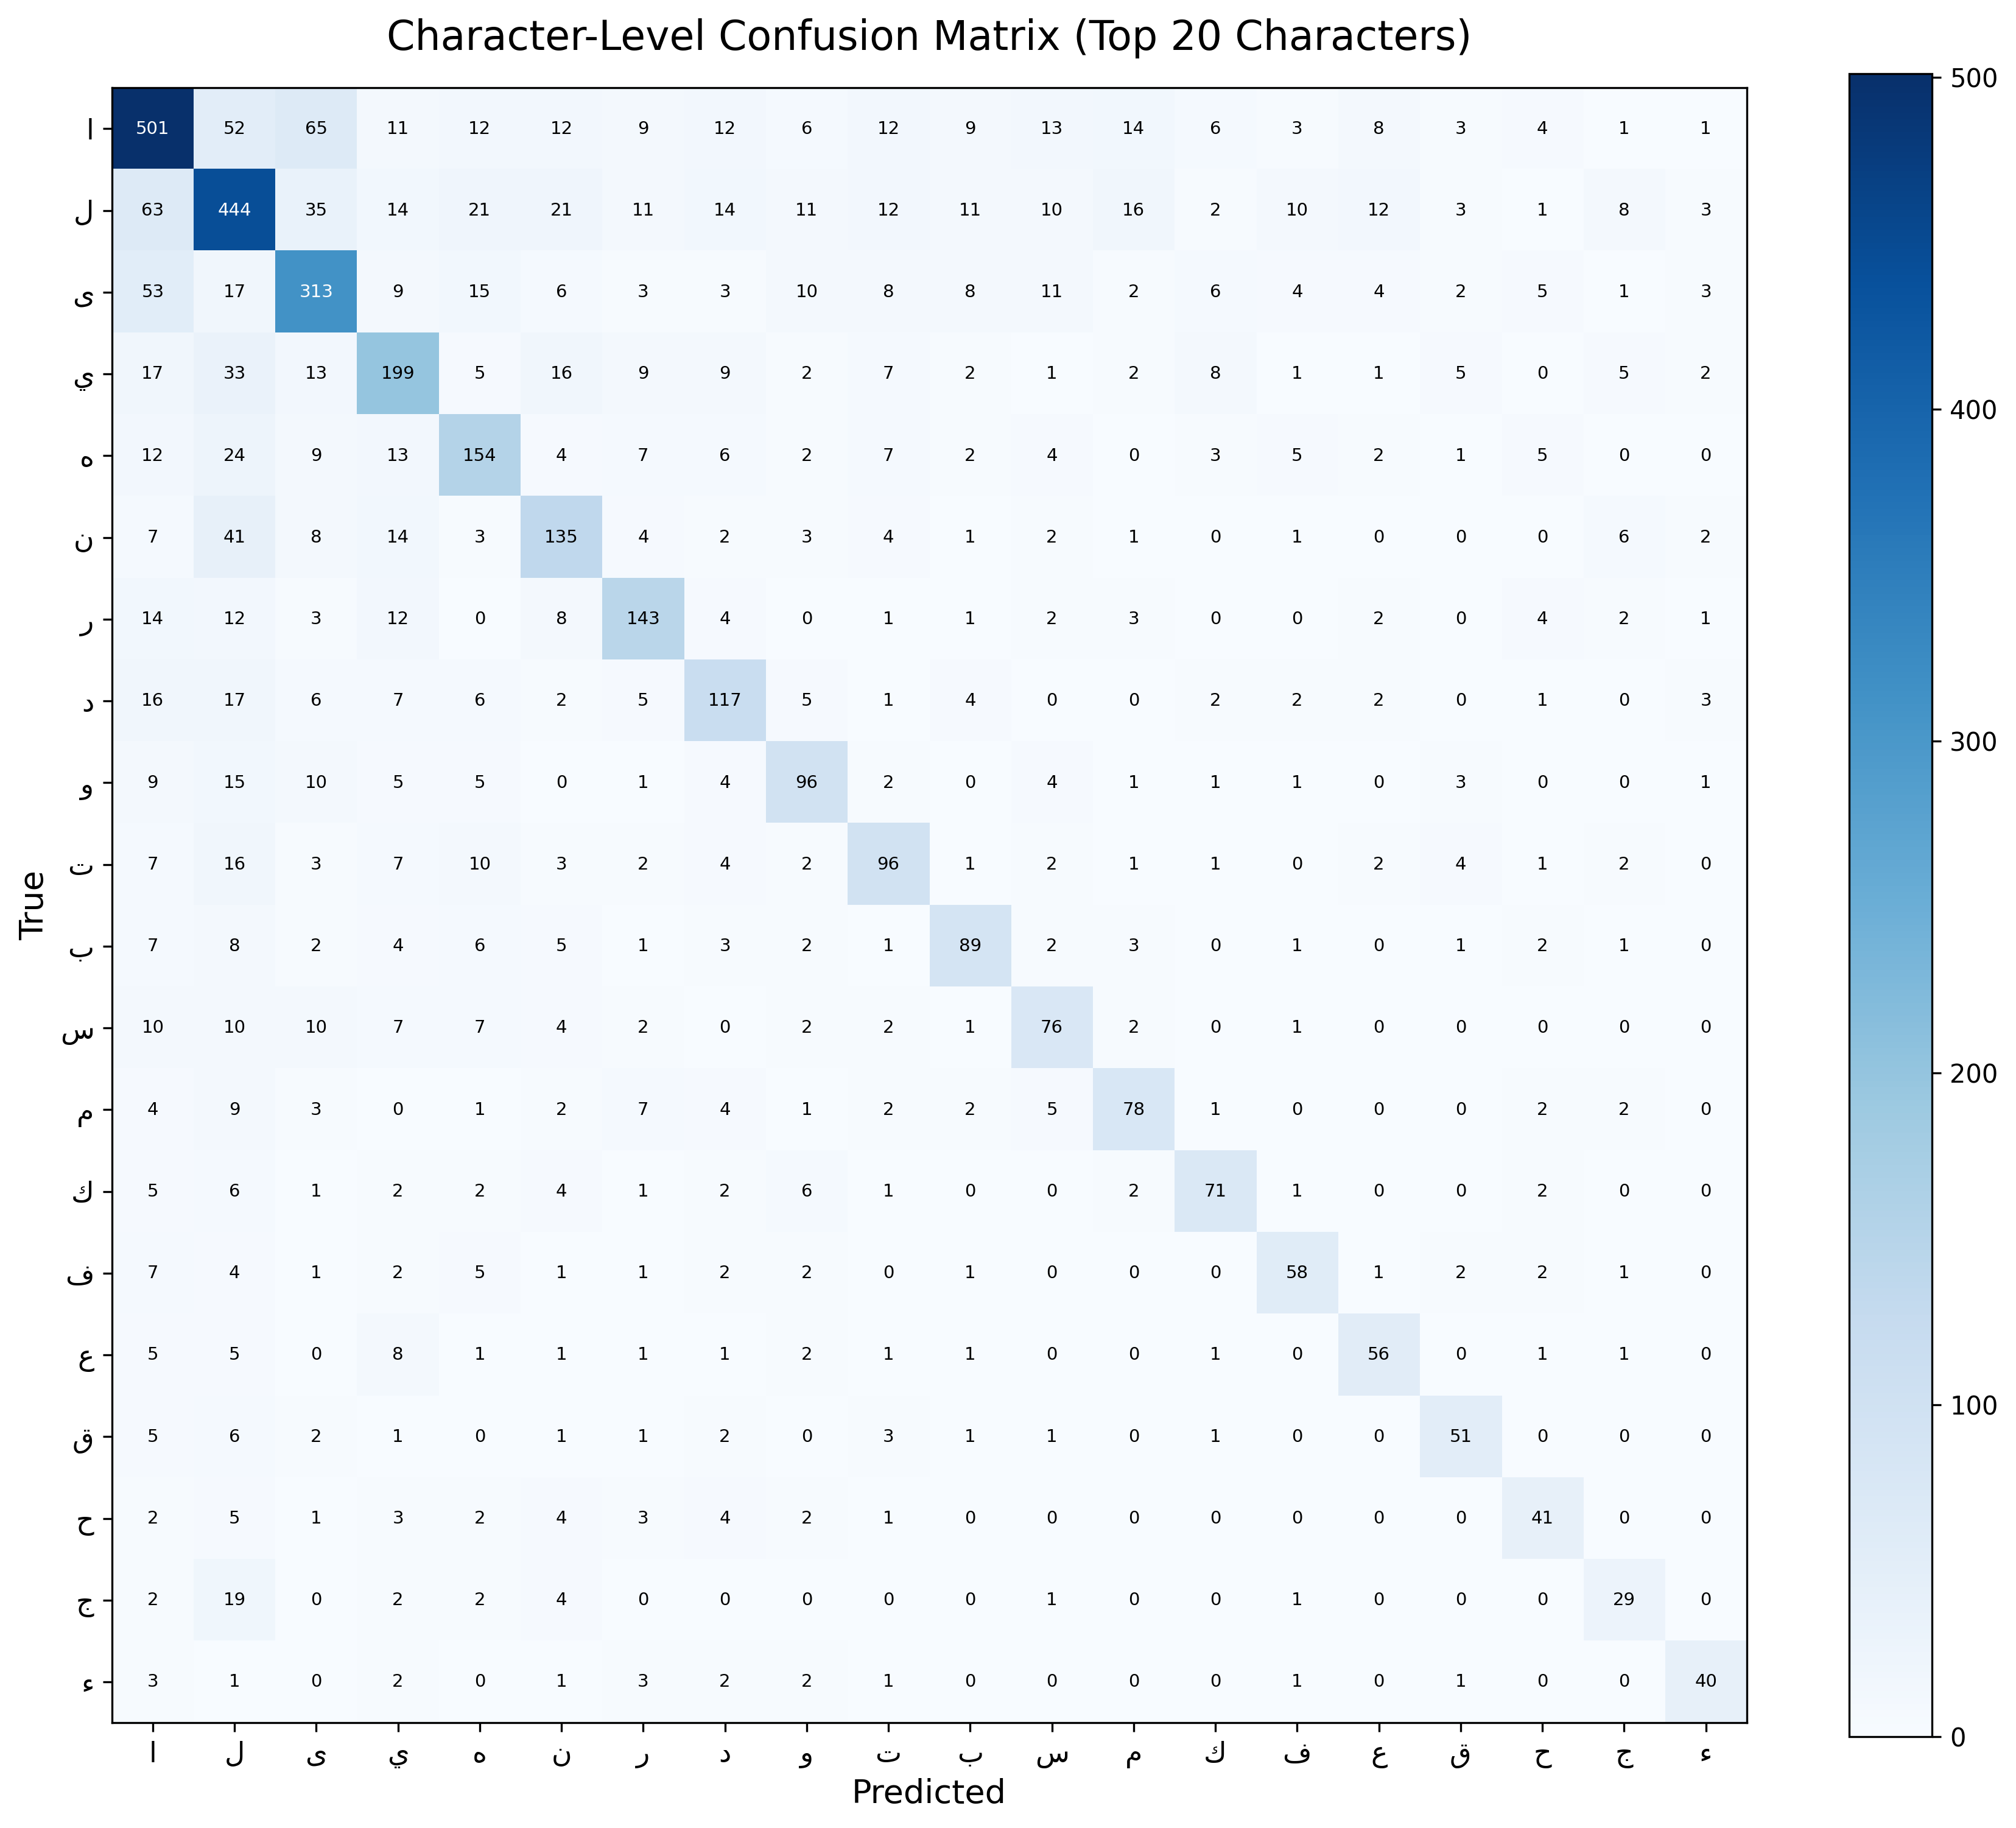 Character-Level Confusion Matrix (Top 20 Characters)
ا 501 52 65 11 12 12 9 12 6 12 9 13 14 6 3 8 3 4 1 1
ل 63 444 35 14 21 21 11 14 11 12 11 10 16 2 10 12 3 1 8 3
ى 53 17 313 9 15 6 3 3 10 8 8 11 2 6 4 4 2 5 1 3
ي 17 33 13 199 5 16 9 9 2 7 2 1 2 8 1 1 5 0 5 2
ه 12 24 9 13 154 4 7 6 2 7 2 4 0 3 5 2 1 5 0 0
ن 7 41 8 14 3 135 4 2 3 4 1 2 1 0 1 0 0 0 6 2
ر 14 12 3 12 0 8 143 4 0 1 1 2 3 0 0 2 0 4 2 1
د 16 17 6 7 6 2 5 117 5 1 4 0 0 2 2 2 0 1 0 3
و 9 15 10 5 5 0 1 4 96 2 0 4 1 1 1 0 3 0 0 1
ت 7 16 3 7 10 3 2 4 2 96 1 2 1 1 0 2 4 1 2 0
ب 7 8 2 4 6 5 1 3 2 1 89 2 3 0 1 0 1 2 1 0
س 10 10 10 7 7 4 2 0 2 2 1 76 2 0 1 0 0 0 0 0
م 4 9 3 0 1 2 7 4 1 2 2 5 78 1 0 0 0 2 2 0
ك 5 6 1 2 2 4 1 2 6 1 0 0 2 71 1 0 0 2 0 0
ف 7 4 1 2 5 1 1 2 2 0 1 0 0 0 58 1 2 2 1 0
ع 5 5 0 8 1 1 1 1 2 1 1 0 0 1 0 56 0 1 1 0
ق 5 6 2 1 0 1 1 2 0 3 1 1 0 1 0 0 51 0 0 0
ح 2 5 1 3 2 4 3 4 2 1 0 0 0 0 0 0 0 41 0 0
ج 2 19 0 2 2 4 0 0 0 0 0 1 0 0 1 0 0 0 29 0
ء 3 1 0 2 0 1 3 2 2 1 0 0 0 0 1 0 1 0 0 40
ا ل ى ي ه ن ر د و ت ب س م ك ف ع ق ح ج ء
Predicted
True
500
400
300
200
100
0